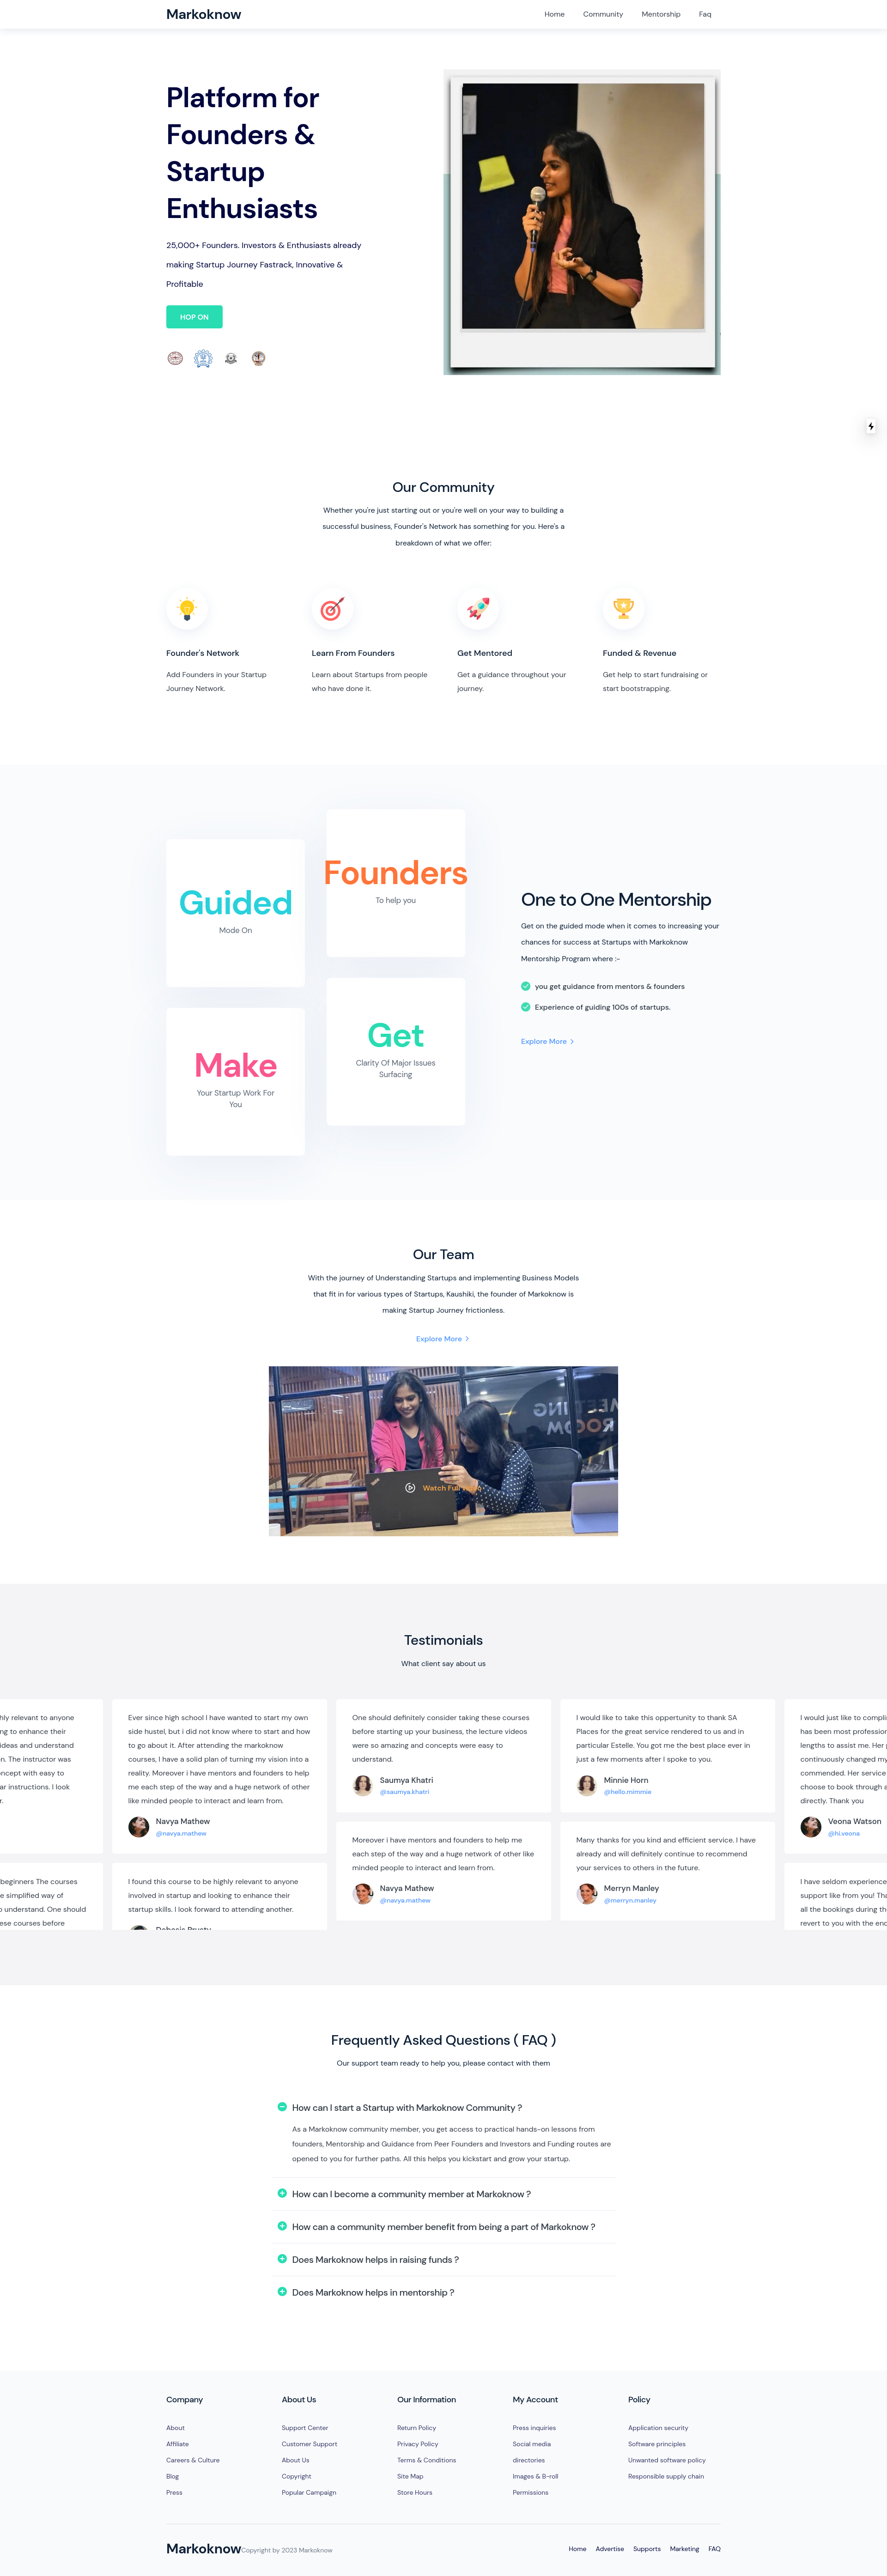 Markoknow
Home
Community
Mentorship
Faq
Platform for
Founders &
Startup
Enthusiasts
25,000+ Founders. Investors & Enthusiasts already
making Startup Journey Fastrack, Innovative &
Profitable
HOP ON
Our Community
Whether you're just starting out or you're well on your way to building a
successful business, Founder's Network has something for you. Here's a
breakdown of what we offer:
Founder's Network
Add Founders in your Startup
Journey Network.
Learn From Founders
Learn about Startups from people
who have done it.
Get Mentored
Get a guidance throughout your
journey.
Funded & Revenue
Get help to start fundraising or
start bootstrapping.
Guided
Mode On
Founders
To help you
Make
Your Startup Work For
You
Get
Clarity Of Major Issues
Surfacing
One to One Mentorship
Get on the guided mode when it comes to increasing your
chances for success at Startups with Markoknow
Mentorship Program where :-
you get guidance from mentors & founders
Experience of guiding 100s of startups.
Explore More
Our Team
With the journey of Understanding Startups and implementing Business Models
that fit in for various types of Startups, Kaushiki, the founder of Markoknow is
making Startup Journey frictionless.
Explore More
MEETING
ROOM
Watch Full
Testimonials
What client say about us
hly relevant to anyone
ng to enhance their
ideas and understand
n. The instructor was
oncept with easy to
ar instructions. I look
r.
beginners The courses
e simplified way of
o understand. One should
ese courses before
Ever since high school I have wanted to start my own
side hustel, but i did not know where to start and how
to go about it. After attending the markoknow
courses, I have a solid plan of turning my vision into a
reality. Moreover i have mentors and founders to help
me each step of the way and a huge network of other
like minded people to interact and learn from.
Navya Mathew
@navya.mathew
I found this course to be highly relevant to anyone
involved in startup and looking to enhance their
startup skills. I look forward to attending another.
Debasis Prusty
One should definitely consider taking these courses
before starting up your business, the lecture videos
were so amazing and concepts were easy to
understand.
Saumya Khatri
@saumya.khatri
Moreover i have mentors and founders to help me
each step of the way and a huge network of other like
minded people to interact and learn from.
Navya Mathew
@navya.mathew
I would like to take this oppertunity to thank SA
Places for the great service rendered to us and in
particular Estelle. You got me the best place ever in
just a few moments after I spoke to you.
Minnie Horn
@hello.mimmie
Many thanks for you kind and efficient service. I have
already and will definitely continue to recommend
your services to others in the future.
Merryn Manley
@merryn.manley
I would just like to compli
has been most profession
lengths to assist me. Her
continuously changed my
commended. Her service
choose to book through a
directly. Thank you
Veona Watson
@hi.veona
I have seldom experience
support like from you! Tha
all the bookings during th
revert to you with the end
Frequently Asked Questions ( FAQ )
Our support team ready to help you, please contact with them
How can I start a Startup with Markoknow Community ?
As a Markoknow community member, you get access to practical hands-on lessons from
founders, Mentorship and Guidance from Peer Founders and Investors and Funding routes are
opened to you for further paths. All this helps you kickstart and grow your startup.
How can I become a community member at Markoknow ?
How can a community member benefit from being a part of Markoknow ?
Does Markoknow helps in raising funds ?
Does Markoknow helps in mentorship ?
Company
About
Affiliate
Careers & Culture
Blog
Press
About Us
Support Center
Customer Support
About Us
Copyright
Popular Campaign
Our Information
Return Policy
Privacy Policy
Terms & Conditions
Site Map
Store Hours
My Account
Press inquiries
Social media
directories
Images & B-roll
Permissions
Policy
Application security
Software principles
Unwanted software policy
Responsible supply chain
Markoknow
Copyright by 2023 Markoknow
Home
Advertise
Supports
Marketing
FAQ